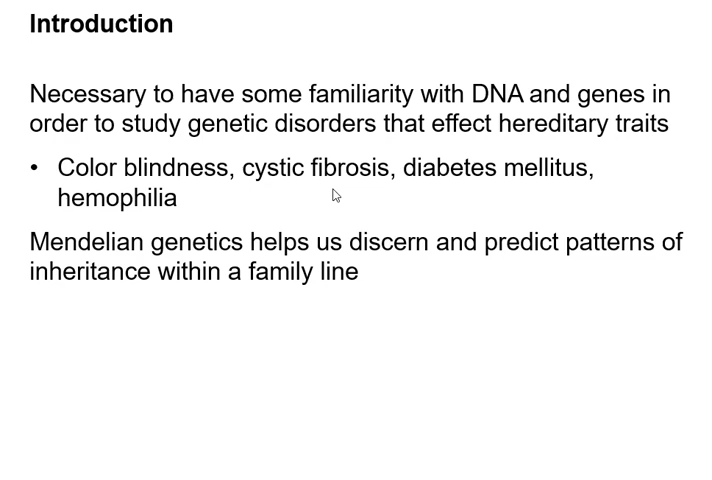 Introduction
Necessary to have some familiarity with DNA and genes in
order to study genetic disorders that effect hereditary traits
• Color blindness, cystic fibrosis, diabetes mellitus,
hemophilia
Mendelian genetics helps us discern and predict patterns of
inheritance within a family line